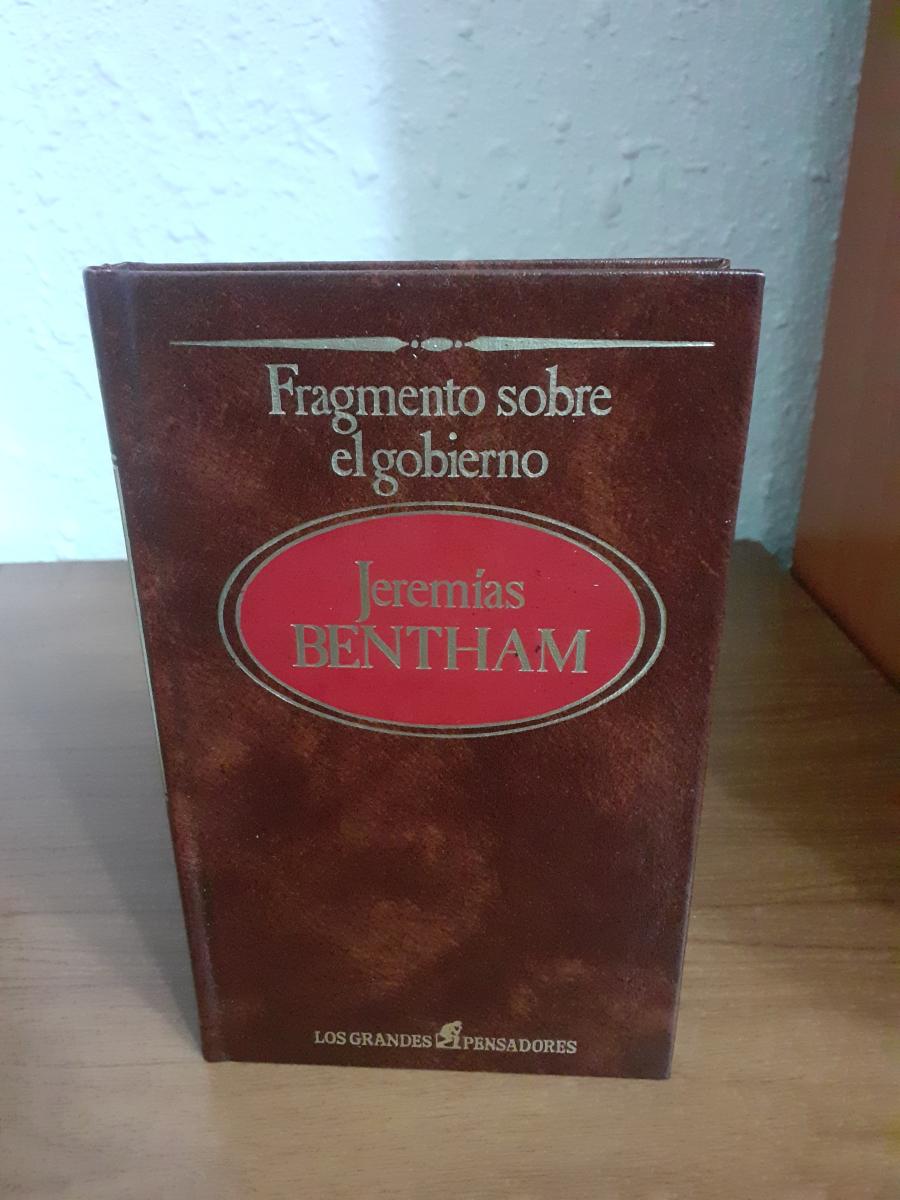 Fragmento sobre
el gobierno
Jeremías
BENTHAM
LOS GRANDES PENSADORES